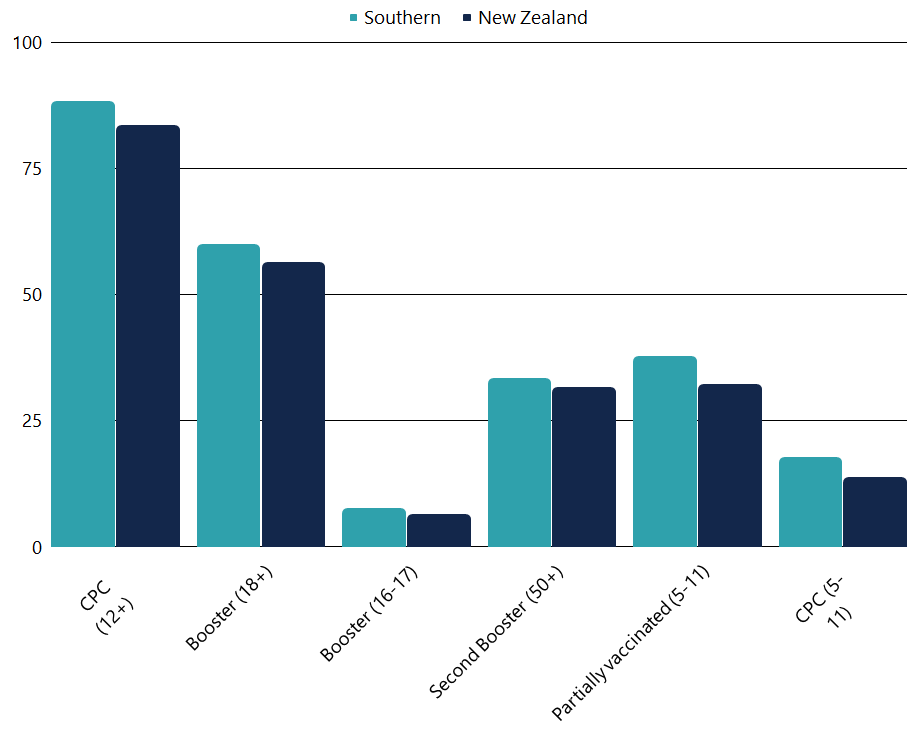 Southern New Zealand
100
75
50
25
0
CPC
(12+)
Booster (18+)
Booster (16-17)
Second Booster (50+)
Partially vaccinated (5-11)
CPC (5-
11)